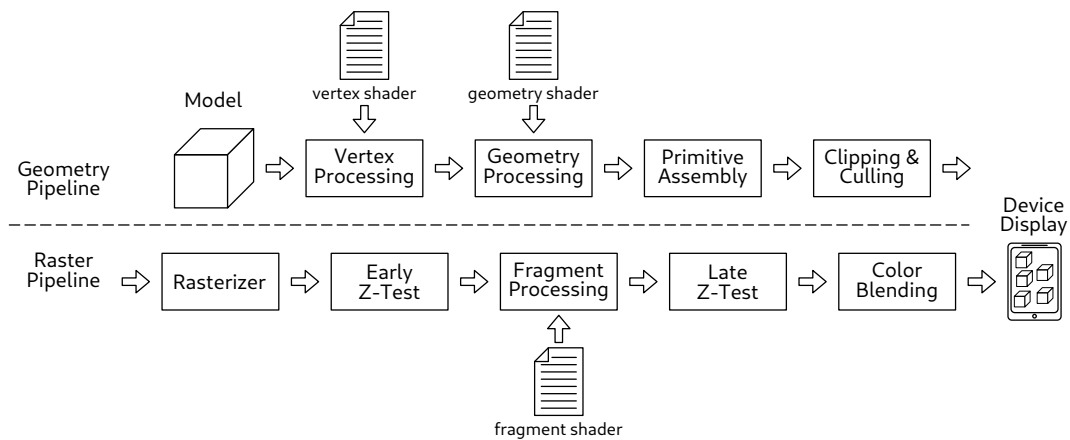 vertex shader
geometry shader
Model
Geometry
Pipeline
Vertex
Processing
Geometry
Processing
Primitive
Assembly
Clipping &
Culling
Device
Display
Raster
Pipeline
Rasterizer
Early
Z-Test
Fragment
Processing
Late
Z-Test
Color
Blending
fragment shader